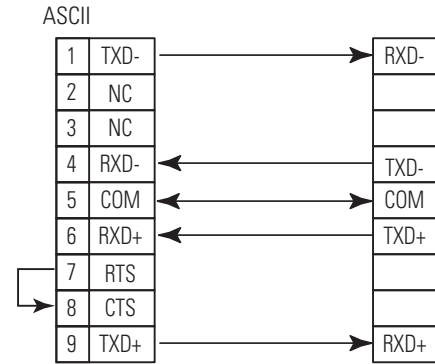 ASCII
1 TXD- RXD-
2 NC
3 NC
4 RXD- TXD-
5 COM COM
6 RXD+ TXD+
7 RTS
8 CTS
9 TXD+ RXD+